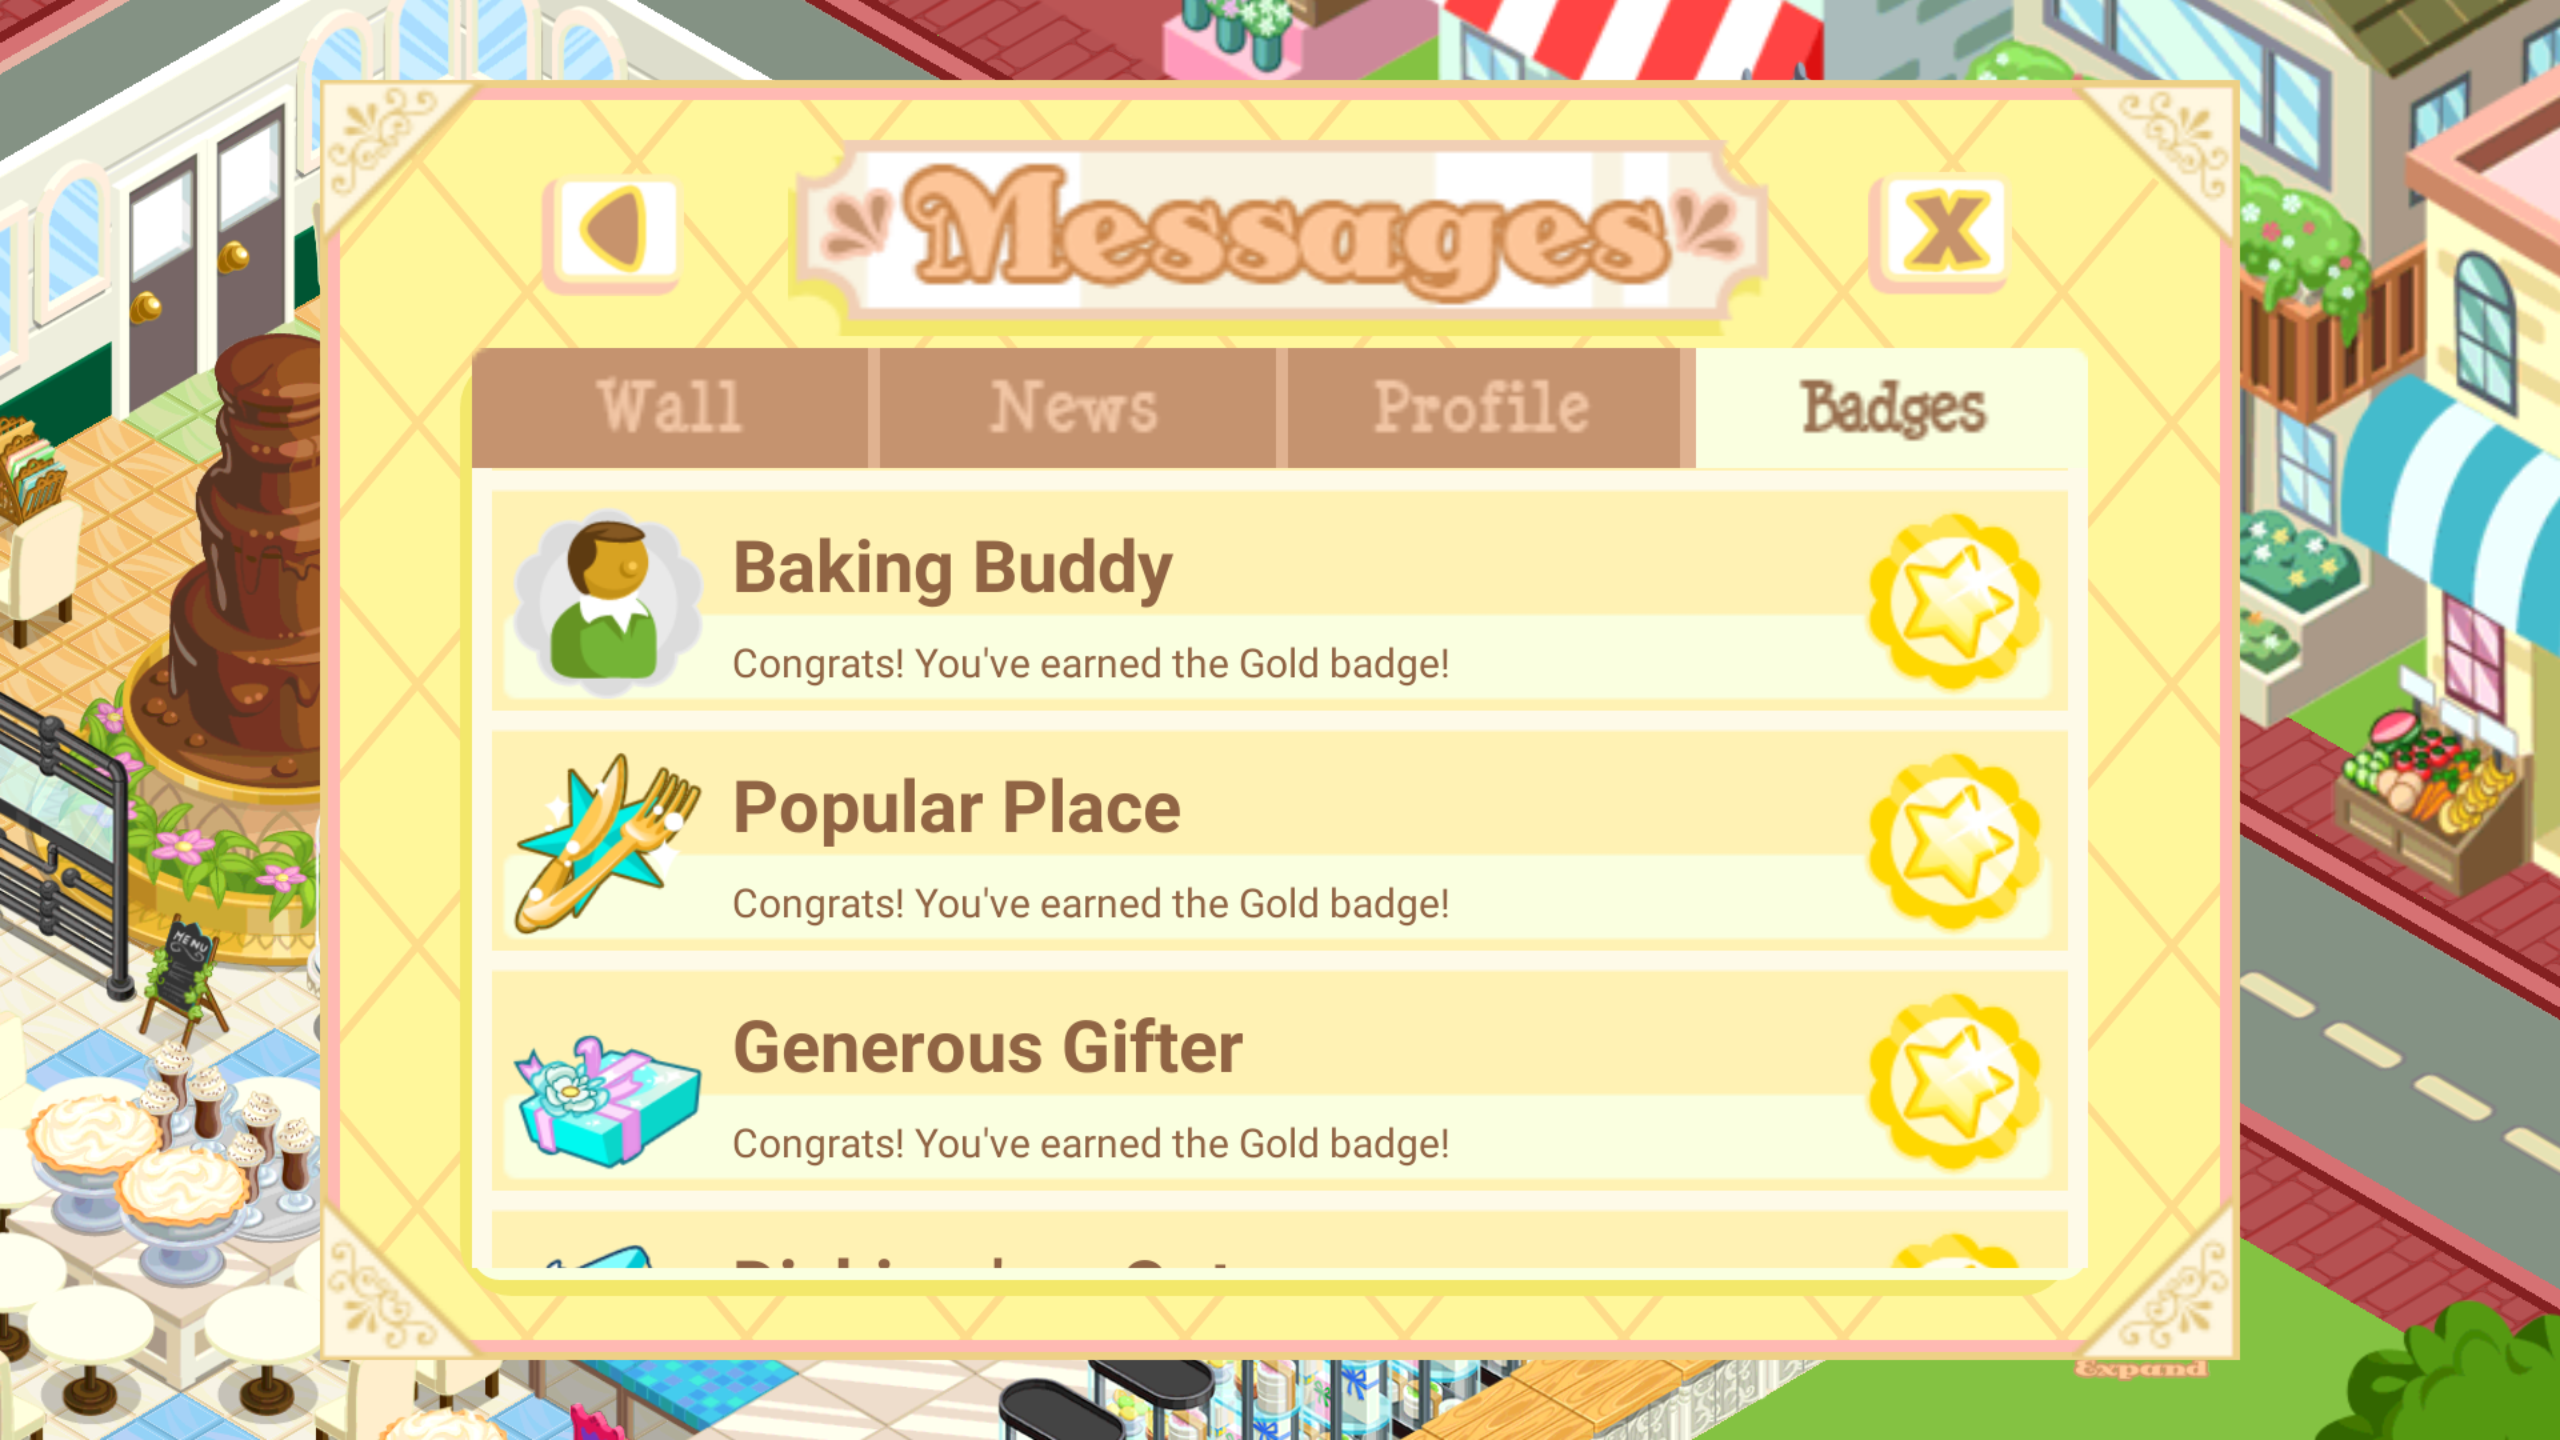 Messages
Wall
News
Profile
Badges
Baking Buddy
Congrats! You've earned the Gold badge!
Popular Place
Congrats! You've earned the Gold badge!
Generous Gifter
Congrats! You've earned the Gold badge!
MENU
Expand